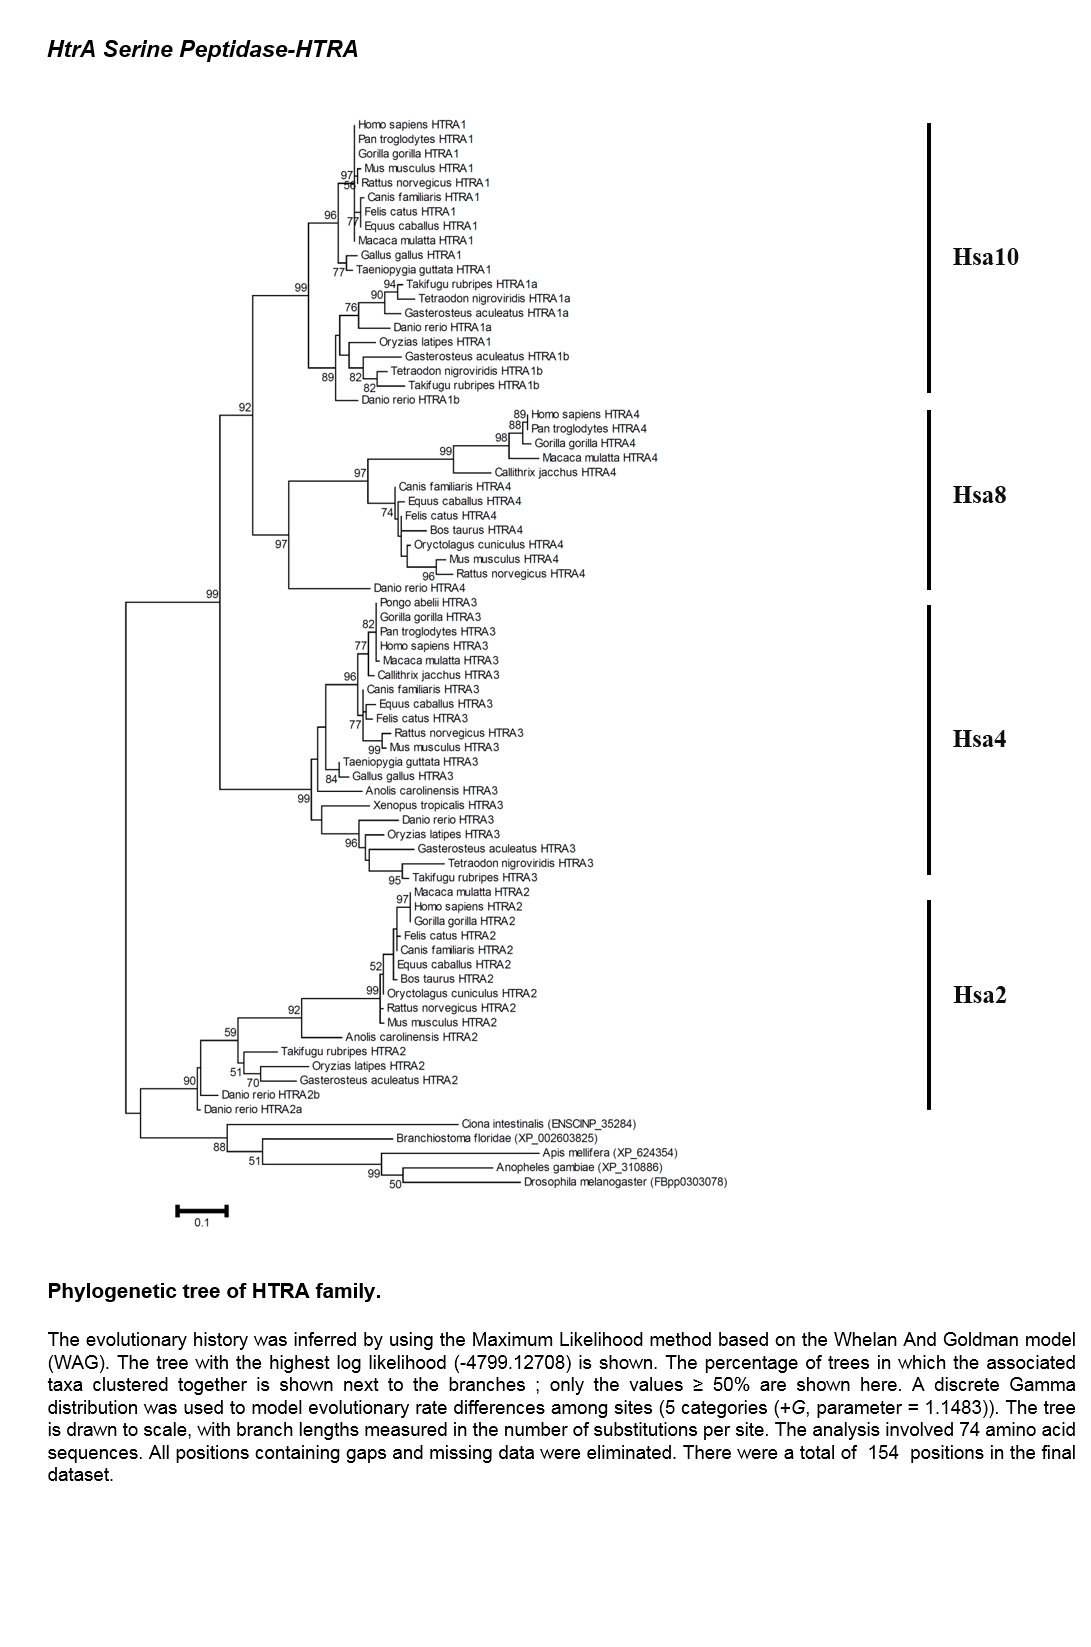 HtrA Serine Peptidase-HTRA
Homo sapiens HTRA1
Pan troglodytes HTRA1
Gorilla gorilla HTRA1
Mus musculus HTRA1
97
56
Rattus norvegicus HTRA1
Canis familiaris HTRA1
Felis catus HTRA1
96
77
Equus caballus HTRA1
Macaca mulatta HTRA1
Gallus gallus HTRA1
Hsa10
77
Taeniopygia guttata HTRA1
94
Takifugu rubripes HTRA1a
99
90
Tetraodon nigroviridis HTRA1a
76
Gasterosteus aculeatus HTRA1a
Danio rerio HTRA1a
Oryzias latipes HTRA1
Gasterosteus aculeatus HTRA1b
89
82
Tetraodon nigroviridis HTRA1b
82
Takifugu rubripes HTRA1b
Danio rerio HTRA1b
92
89
Homo sapiens HTRA4
88
Pan troglodytes HTRA4
98
Gorilla gorilla HTRA4
99
Macaca mulatta HTRA4
97
Callithrix jacchus HTRA4
Canis familiaris HTRA4
Hsa8
Equus caballus HTRA4
74
Felis catus HTRA4
Bos taurus HTRA4
97
Oryctolagus cuniculus HTRA4
Mus musculus HTRA4
96
Rattus norvegicus HTRA4
Danio rerio HTRA4
99
Pongo abelii HTRA3
Gorilla gorilla HTRA3
82
Pan troglodytes HTRA3
77
Homo sapiens HTRA3
Macaca mulatta HTRA3
96
Callithrix jacchus HTRA3
Canis familiaris HTRA3
Equus caballus HTRA3
77
Felis catus HTRA3
Rattus norvegicus HTRA3
Hsa4
99
Mus musculus HTRA3
Taeniopygia guttata HTRA3
84
Gallus gallus HTRA3
Anolis carolinensis HTRA3
99
Xenopus tropicalis HTRA3
Danio rerio HTRA3
Oryzias latipes HTRA3
96
Gasterosteus aculeatus HTRA3
Tetraodon nigroviridis HTRA3
95
Takifugu rubripes HTRA3
Macaca mulatta HTRA2
97
Homo sapiens HTRA2
Gorilla gorilla HTRA2
Felis catus HTRA2
Canis familiaris HTRA2
52
Equus caballus HTRA2
Bos taurus HTRA2
99
Oryctolagus cuniculus HTRA2
Hsa2
92
Rattus norvegicus HTRA2
Mus musculus HTRA2
59
Anolis carolinensis HTRA2
Takifugu rubripes HTRA2
51
Oryzias latipes HTRA2
90
70
Gasterosteus aculeatus HTRA2
Danio rerio HTRA2b
Danio rerio HTRA2a
Ciona intestinalis (ENSCINP_35284)
88
Branchiostoma floridae (XP_002603825)
51
Apis mellifera (XP_624354)
99
Anopheles gambiae (XP_310886)
50
Drosophila melanogaster (FBpp0303078)
0.1
Phylogenetic tree of HTRA family.
The evolutionary history was inferred by using the Maximum Likelihood method based on the Whelan And Goldman model
(WAG). The tree with the highest log likelihood (-4799.12708) is shown. The percentage of trees in which the associated
taxa clustered together is shown next to the branches ; only the values ≥ 50% are shown here. A discrete Gamma
distribution was used to model evolutionary rate differences among sites (5 categories (+G, parameter = 1.1483)). The tree
is drawn to scale, with branch lengths measured in the number of substitutions per site. The analysis involved 74 amino acid
sequences. All positions containing gaps and missing data were eliminated. There were a total of 154 positions in the final
dataset.